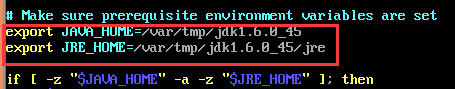 # Make sure prerequisite environment variables are set
export JAVA_HOME=/var/tmp/jdk1.6.0_45
export JRE_HOME=/var/tmp/jdk1.6.0_45/jre
if [ -z "$JAVA_HOME" -a -z "$JRE_HOME" ]; then